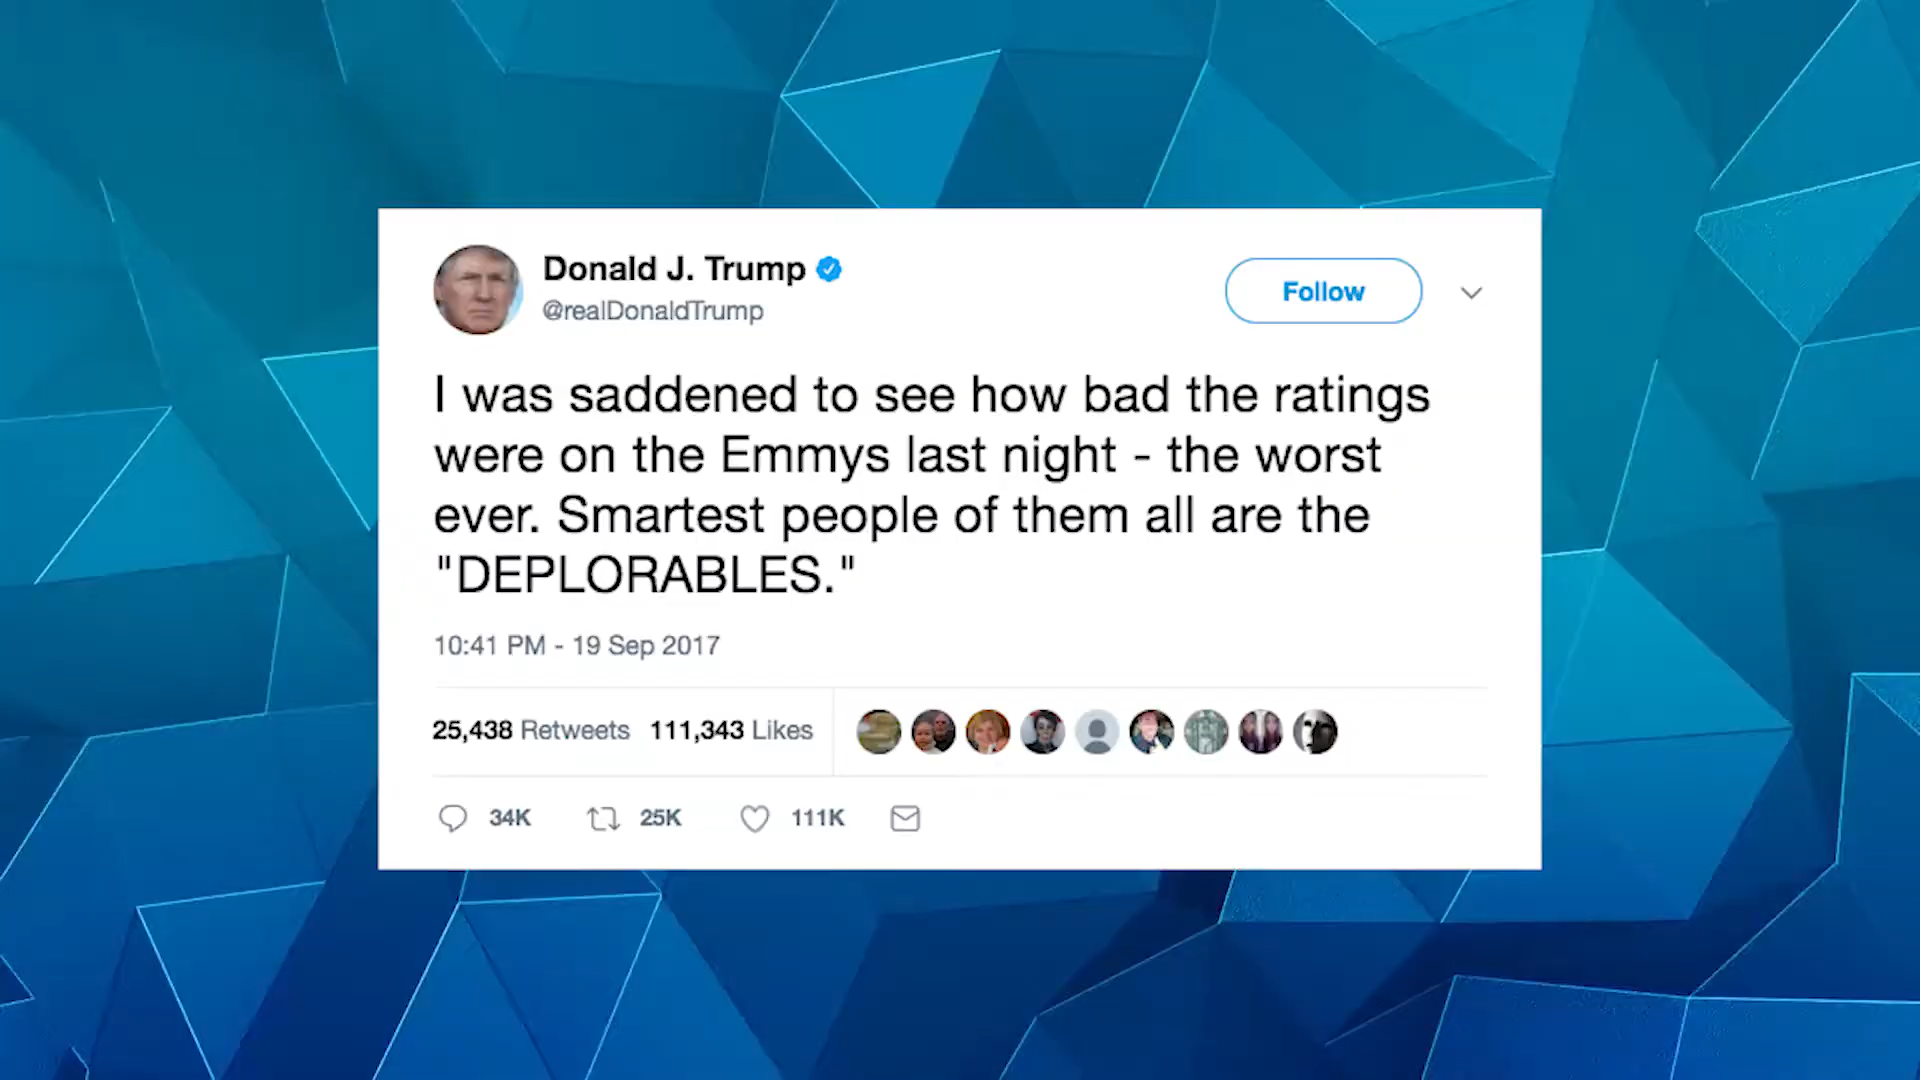 Donald J. Trump
@realDonaldTrump
Follow
I was saddened to see how bad the ratings
were on the Emmys last night - the worst
ever. Smartest people of them all are the
"DEPLORABLES."
10:41 PM - 19 Sep 2017
25,438 Retweets 111,343 Likes
34K 25K 111K